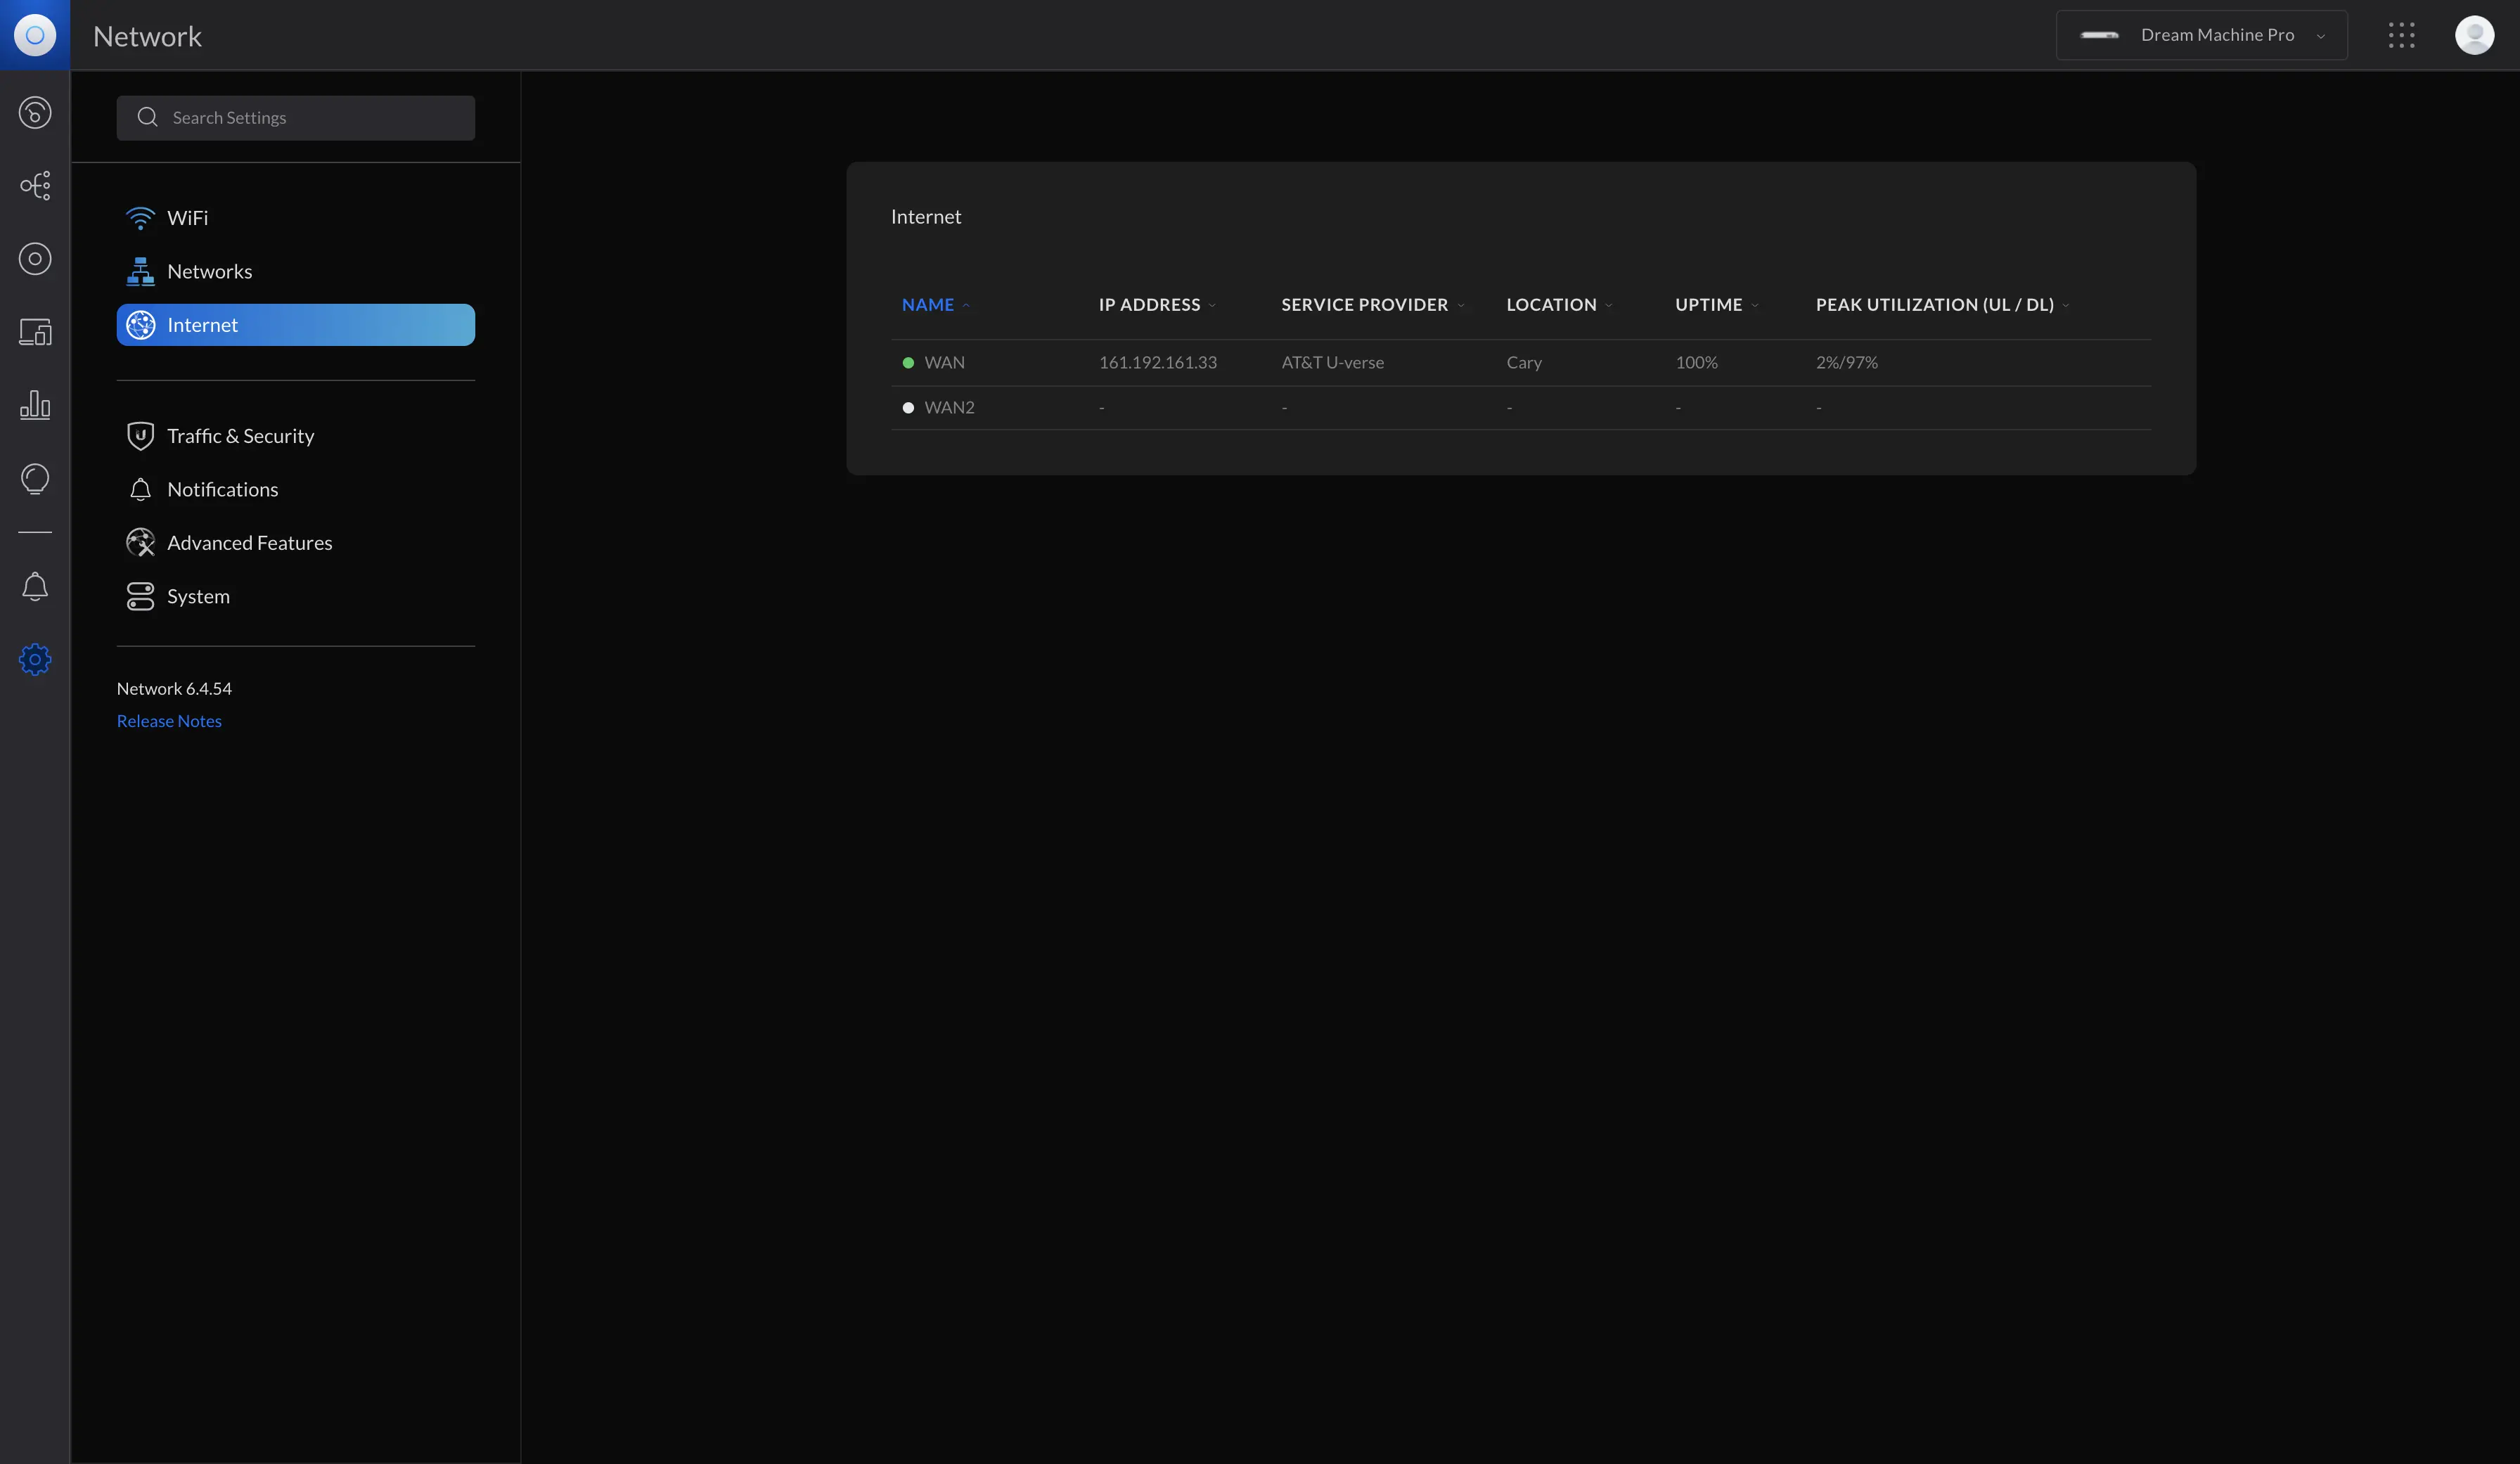 Network
Dream Machine Pro
Search Settings
WiFi
Networks
Internet
Traffic & Security
Notifications
Advanced Features
System
Network 6.4.54
Release Notes
Internet
NAME IP ADDRESS SERVICE PROVIDER LOCATION UPTIME PEAK UTILIZATION (UL / DL)
WAN 161.192.161.33 AT&T U-verse Cary 100% 2%/97%
WAN2 - - - - -